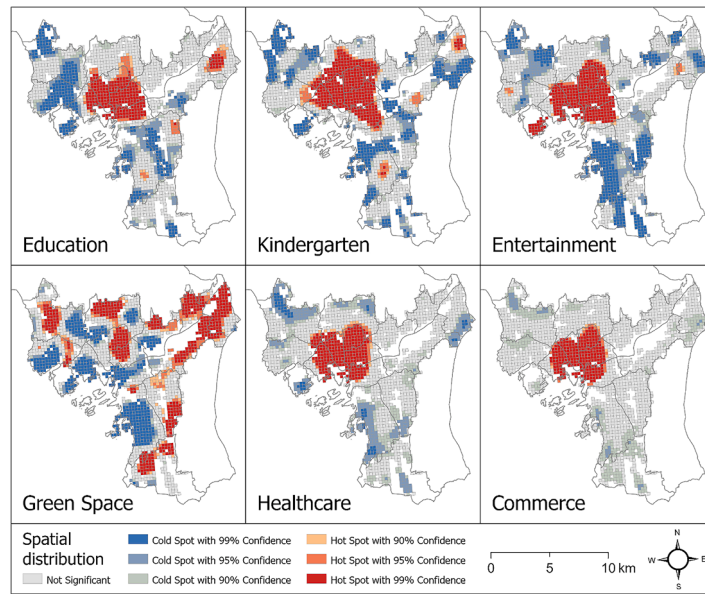 Education
Kindergarten
Entertainment
Green Space
Healthcare
Commerce
Spatial
distribution
Not Significant
Cold Spot with 99% Confidence
Cold Spot with 95% Confidence
Cold Spot with 90% Confidence
Hot Spot with 90% Confidence
Hot Spot with 95% Confidence
Hot Spot with 99% Confidence
0 5 10 km
N
W E
S